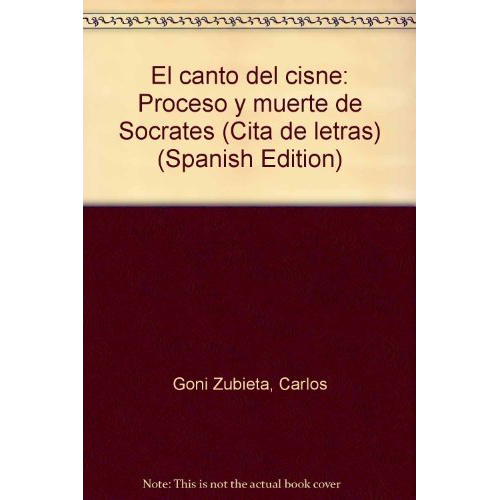 El canto del cisne:
Proceso y muerte de
Socrates (Cita de letras)
(Spanish Edition)
Goni Zubieta, Carlos
Note: This is not the actual book cover